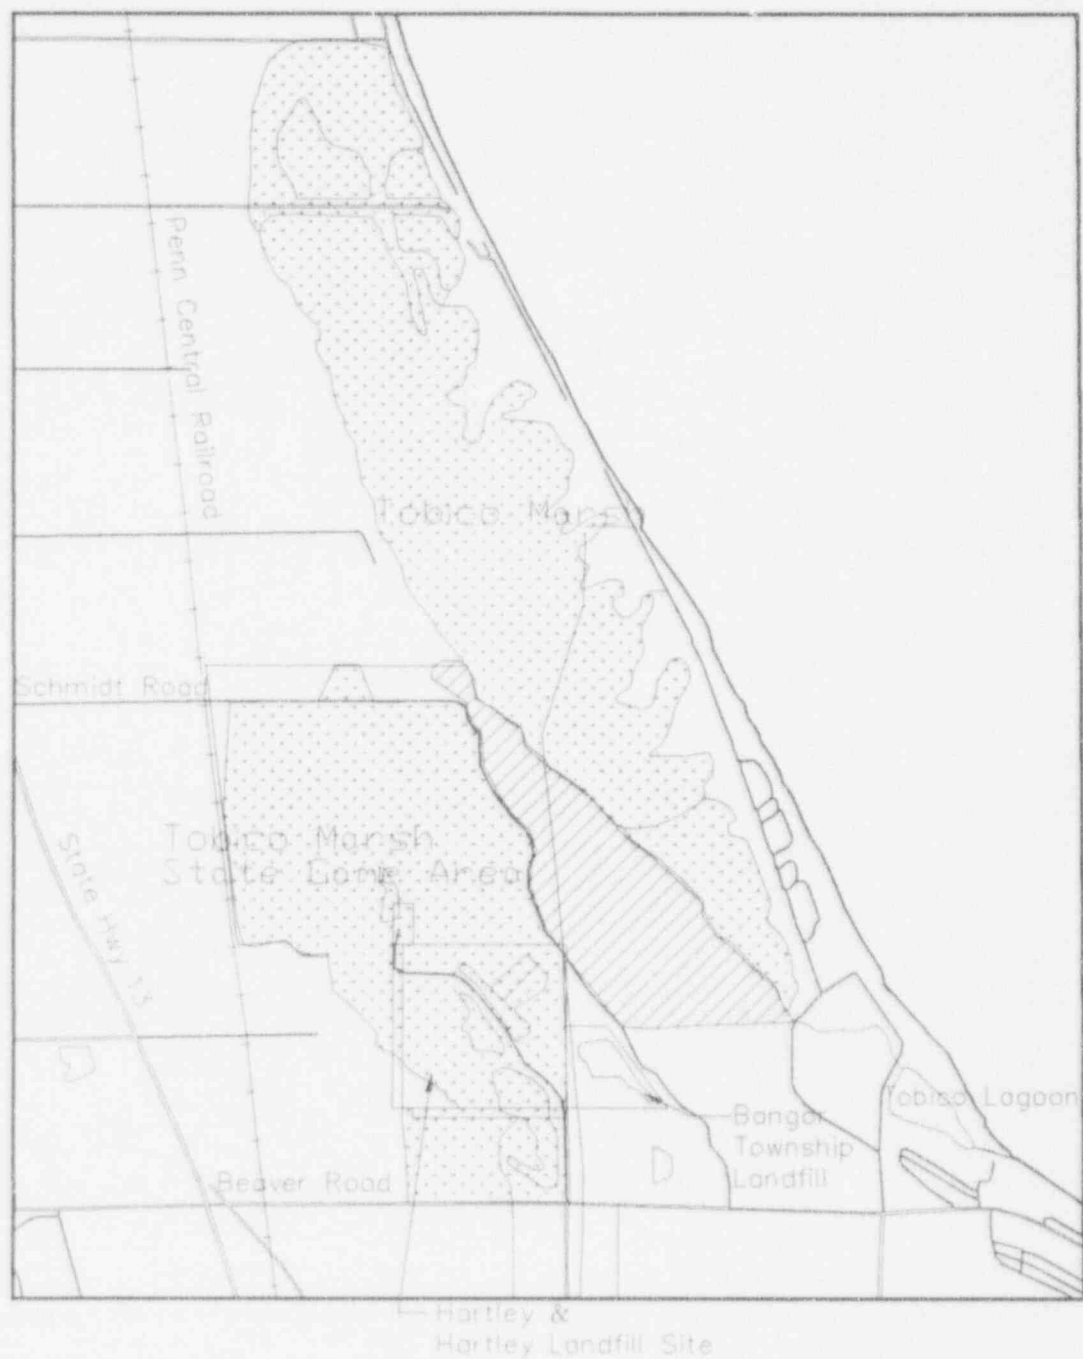 Penn Central Railroad
Tobico Marsh
Schmidt Road
Tobico Marsh
State Game Area
State Hwy 13
Tobico Lagoon
Bangor
Township
Landfill
Beaver Road
Hartley &
Hartley Landfill Site